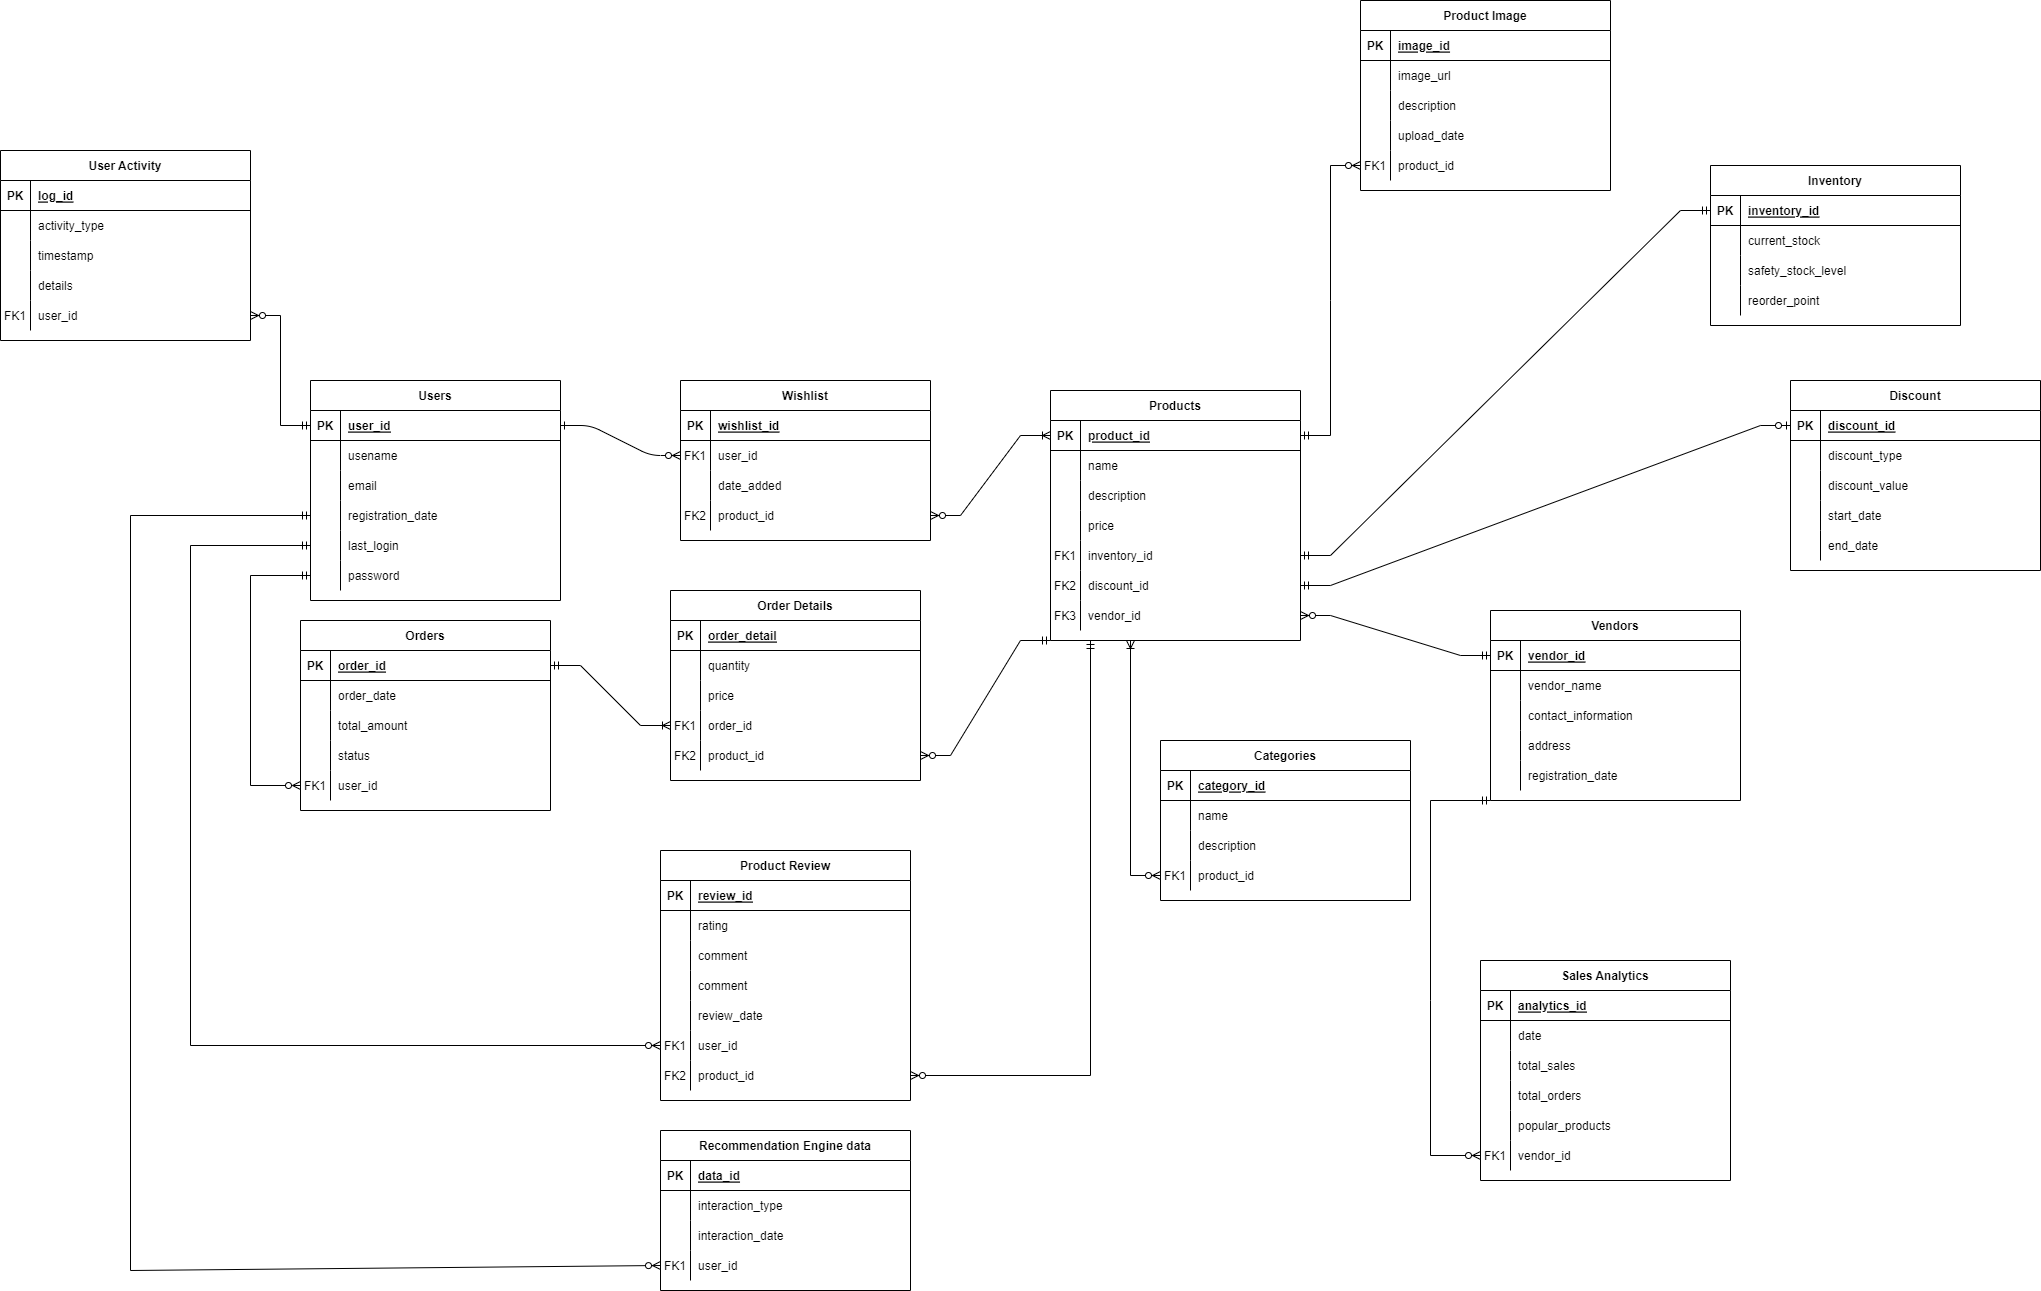 Product Image
PK image_id
image_url
description
upload_date
FK1 product_id
User Activity
PK log_id
activity_type
timestamp
details
FK1 user_id
Inventory
PK inventory_id
current_stock
safety_stock_level
reorder_point
Users
PK user_id
usename
email
registration_date
last_login
password
Wishlist
PK wishlist_id
FK1 user_id
date_added
FK2 product_id
Products
PK product_id
name
description
price
FK1 inventory_id
FK2 discount_id
FK3 vendor_id
Discount
PK discount_id
discount_type
discount_value
start_date
end_date
Orders
PK order_id
order_date
total_amount
status
FK1 user_id
Order Details
PK order_detail
quantity
price
FK1 order_id
FK2 product_id
Vendors
PK vendor_id
vendor_name
contact_information
address
registration_date
Categories
PK category_id
name
description
FK1 product_id
Product Review
PK review_id
rating
comment
comment
review_date
FK1 user_id
FK2 product_id
Sales Analytics
PK analytics_id
date
total_sales
total_orders
popular_products
FK1 vendor_id
Recommendation Engine data
PK data_id
interaction_type
interaction_date
FK1 user_id